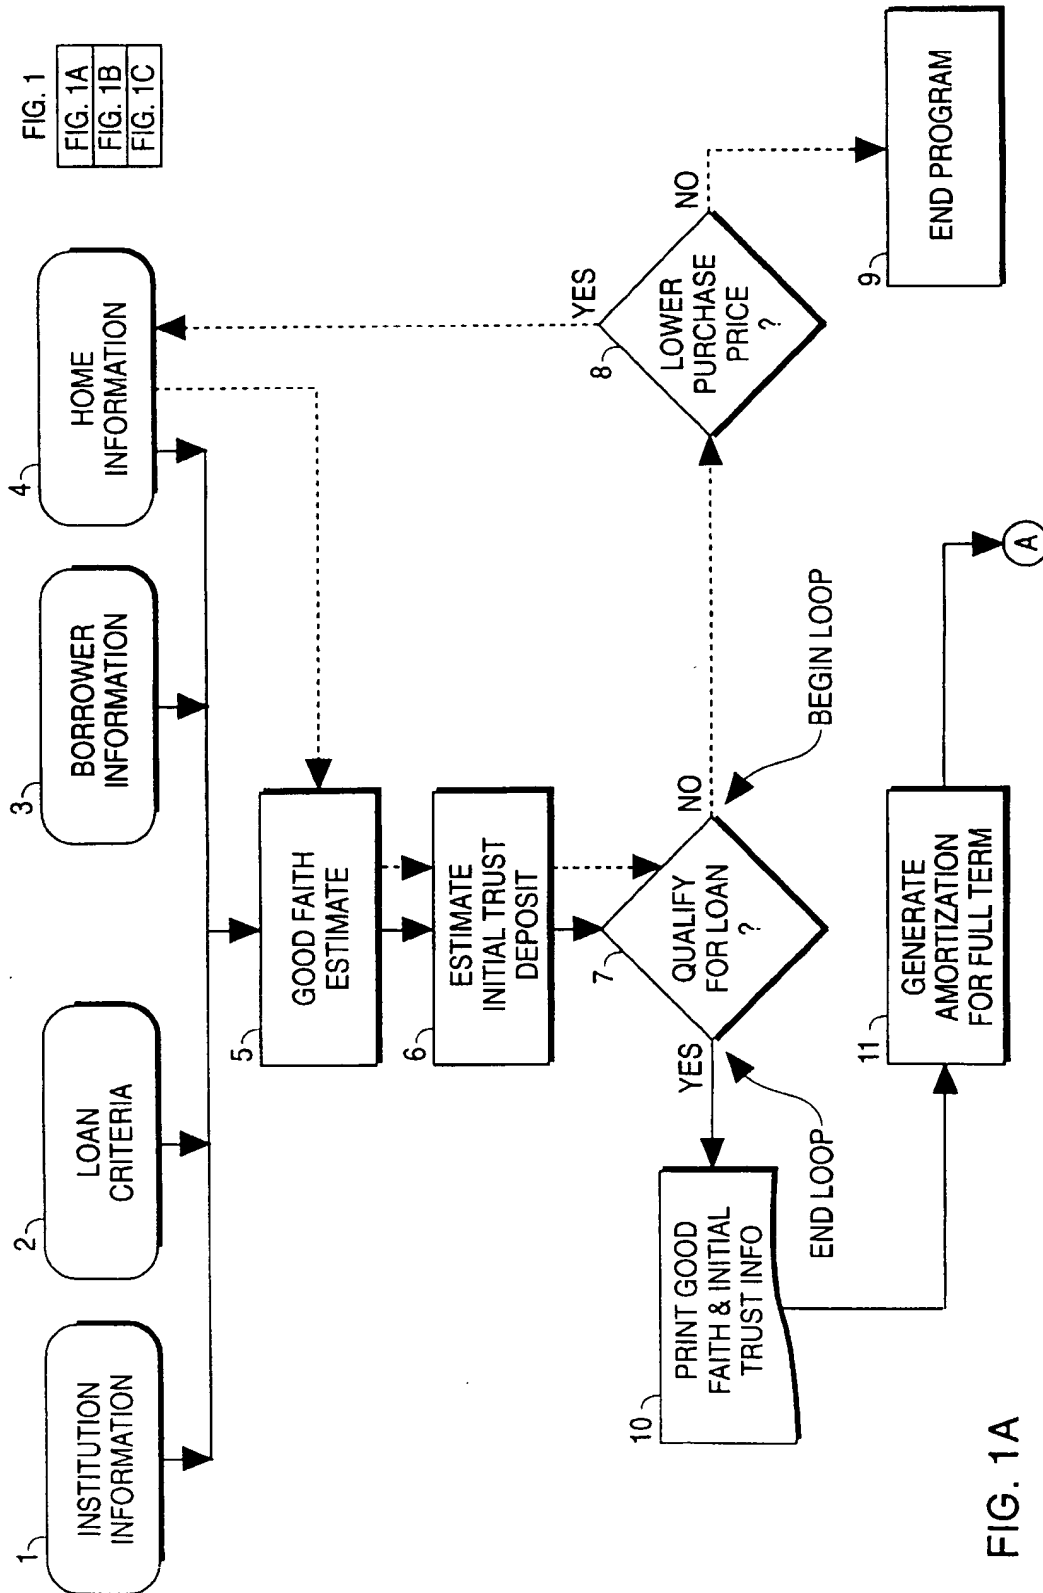 FIG. 1
FIG. 1A
FIG. 1B
FIG. 1C
1
INSTITUTION
INFORMATION
2
LOAN
CRITERIA
3
BORROWER
INFORMATION
4
HOME
INFORMATION
5
GOOD FAITH
ESTIMATE
6
ESTIMATE
INITIAL TRUST
DEPOSIT
7
QUALIFY
FOR LOAN
?
YES
NO
BEGIN LOOP
END LOOP
8
LOWER
PURCHASE
PRICE
?
YES
NO
9
END PROGRAM
10
PRINT GOOD
FAITH & INITIAL
TRUST INFO
11
GENERATE
AMORTIZATION
FOR FULL TERM
A
FIG. 1A